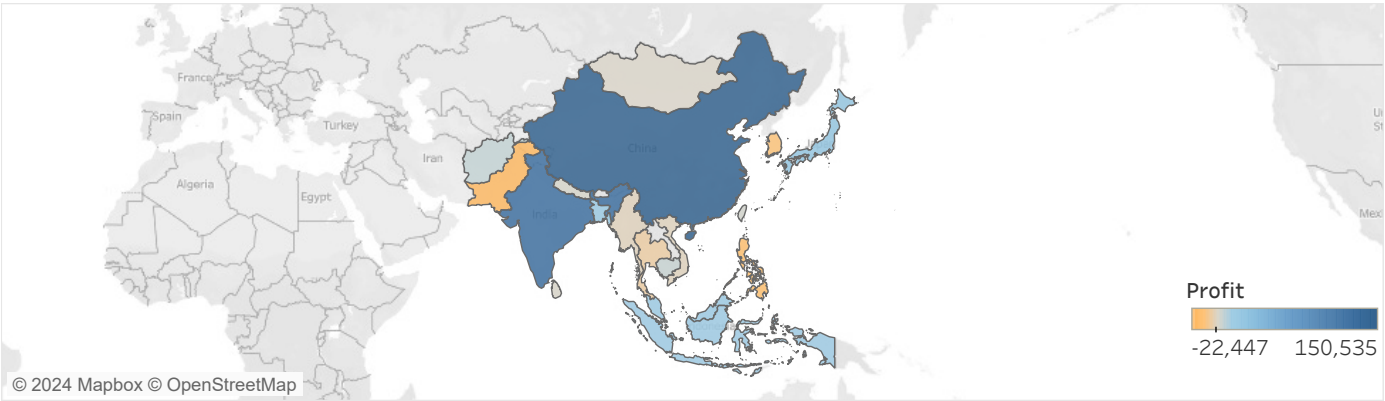 France
Spain
Turkey
Iran
Algeria
Egypt
China
India
Mex
Profit
-22,447 150,535
© 2024 Mapbox © OpenStreetMap